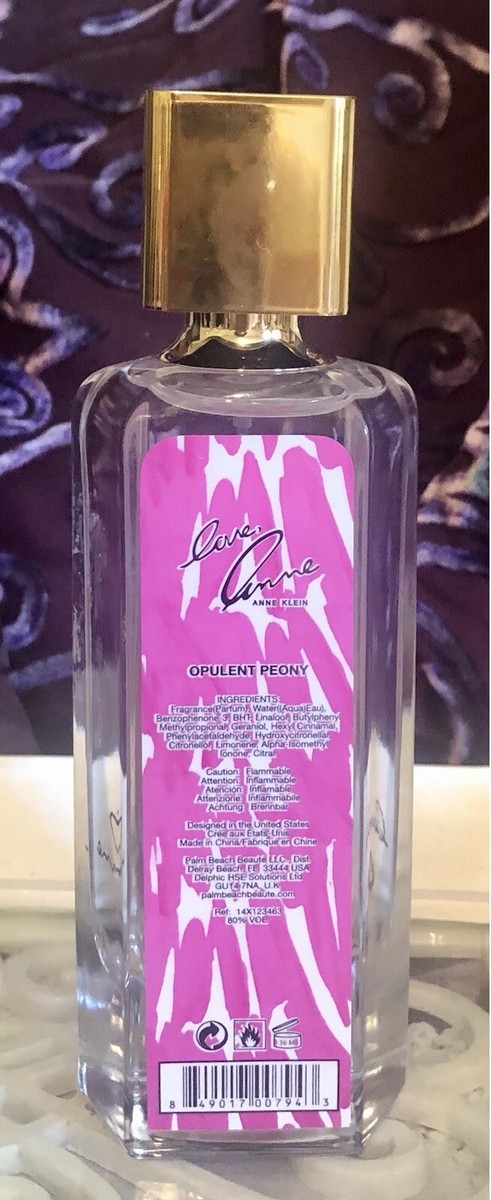 love,
Anne
ANNE KLEIN
OPULENT PEONY
INGREDIENTS:
Fragrance(Parfum), Water((Aqua)Eau),
Benzophenone-3, BHT, Linalool, Butylphenyl
Methylpropional, Geraniol, Hexyl Cinnamal,
Phenylacetaldehyde, Hydroxycitronellal,
Citronellol, Limonene, Alpha-Isomethyl
Ionone, Citral
Caution: Flammable
Attention: Inflammable
Atención: Inflamable
Attenzione: Infiammabile
Achtung: Brennbar
Designed in the United States
Créé aux États-Unis
Made in China/Fabriqué en Chine
Palm Beach Beauté LLC., Dist.
Delray Beach, FL 33444 USA
Delphic HSE Solutions Ltd
GU14 7NA, U.K.
palmbeachbeaute.com
Ref: 14X123463
80% VOL
36 M
8 49017 00794 3